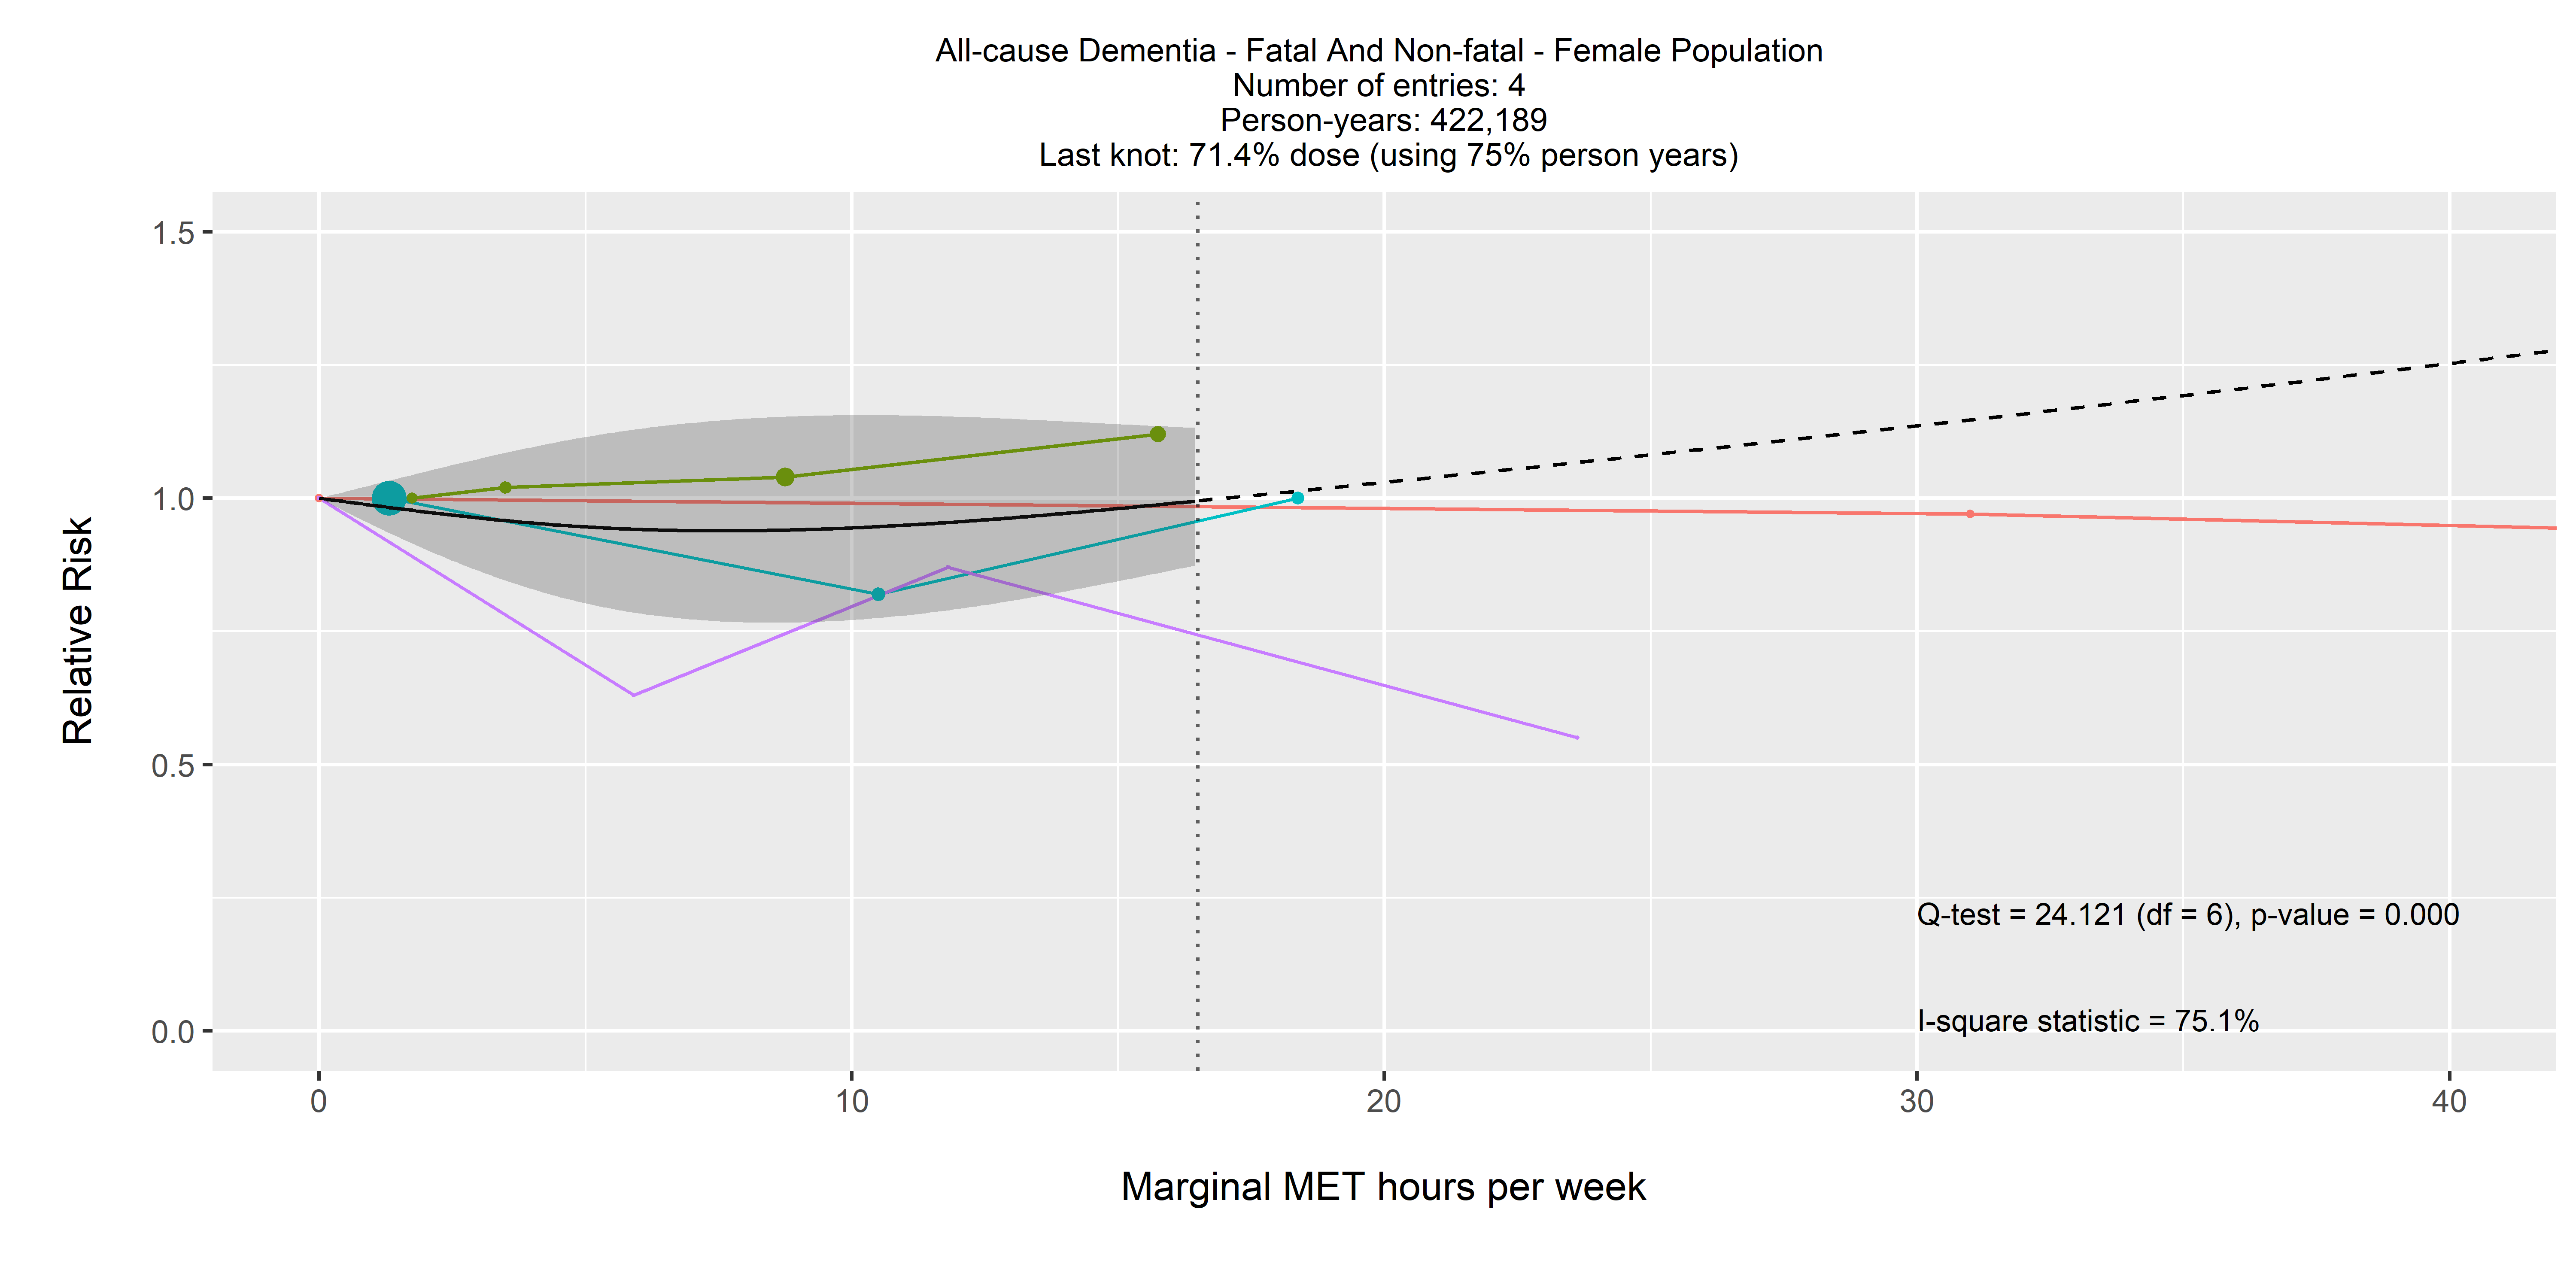 All-cause Dementia - Fatal And Non-fatal - Female Population
Number of entries: 4
Person-years: 422,189
Last knot: 71.4% dose (using 75% person years)
1.5
1.0
0.5
0.0
Relative Risk
Q-test = 24.121 (df = 6), p-value = 0.000
I-square statistic = 75.1%
0 10 20 30 40
Marginal MET hours per week